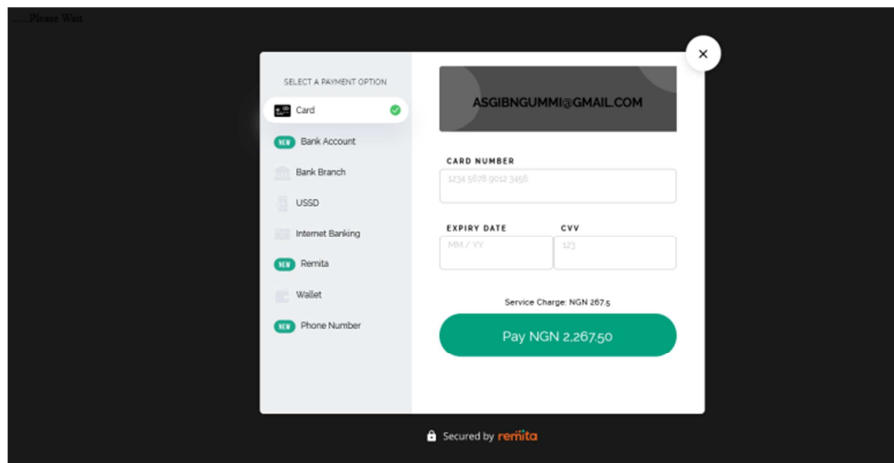 ......Please Wait
SELECT A PAYMENT OPTION
Card
NEW Bank Account
Bank Branch
USSD
Internet Banking
NEW Remita
Wallet
NEW Phone Number
×
ASGIBNGUMMI@GMAIL.COM
CARD NUMBER
1234 5678 9012 3456
EXPIRY DATE CVV
MM / YY 123
Service Charge: NGN 267.5
Pay NGN 2,267.50
Secured by remita